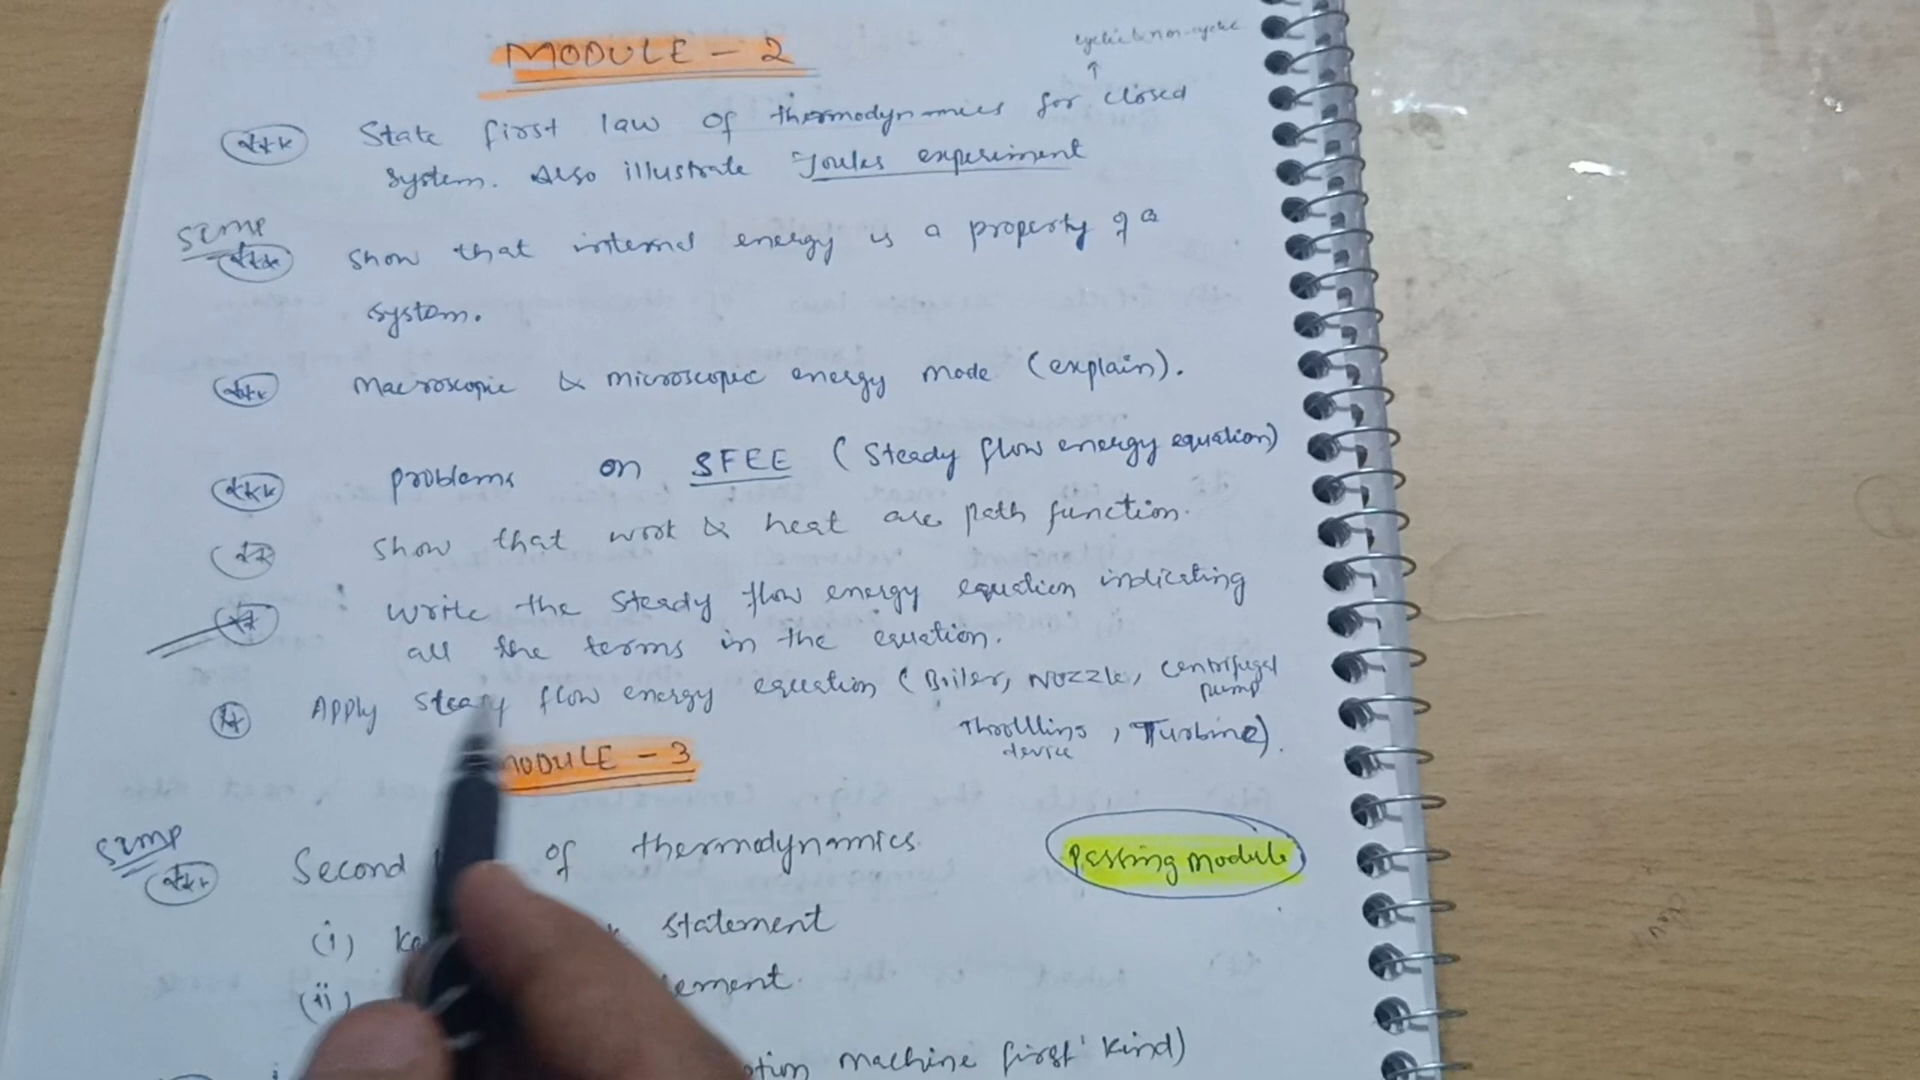 MODULE - 2
cyclic & non-cyclic
↑
*** State first law of thermodynamics for closed
system. Also illustrate Joules experiment
SIMP
*** Show that internal energy is a property of a
system.
*** Macroscopic & microscopic energy mode (explain).
*** problems on SFEE (Steady flow energy equation)
** Show that work & heat are path function.
** write the steady flow energy equation indicating
all the terms in the equation.
** Apply steady flow energy equation (Boiler, Nozzle, centrifugal
pump
Throttling, Turbine).
device
MODULE - 3
SIMP
*** Second of thermodynamics
passing module
(i) statement
(ii)
machine first kind)